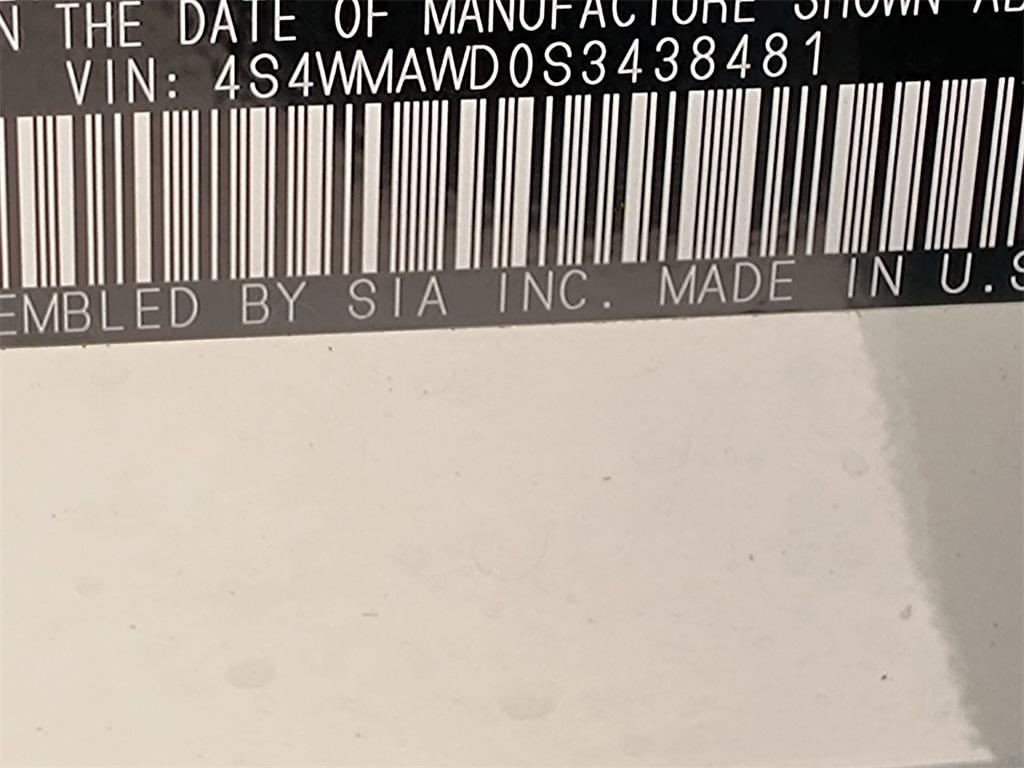 N THE DATE OF MANUFACTURE SHOWN AB
VIN: 4S4WMAWD0S3438481
EMBLED BY SIA INC. MADE IN U.S